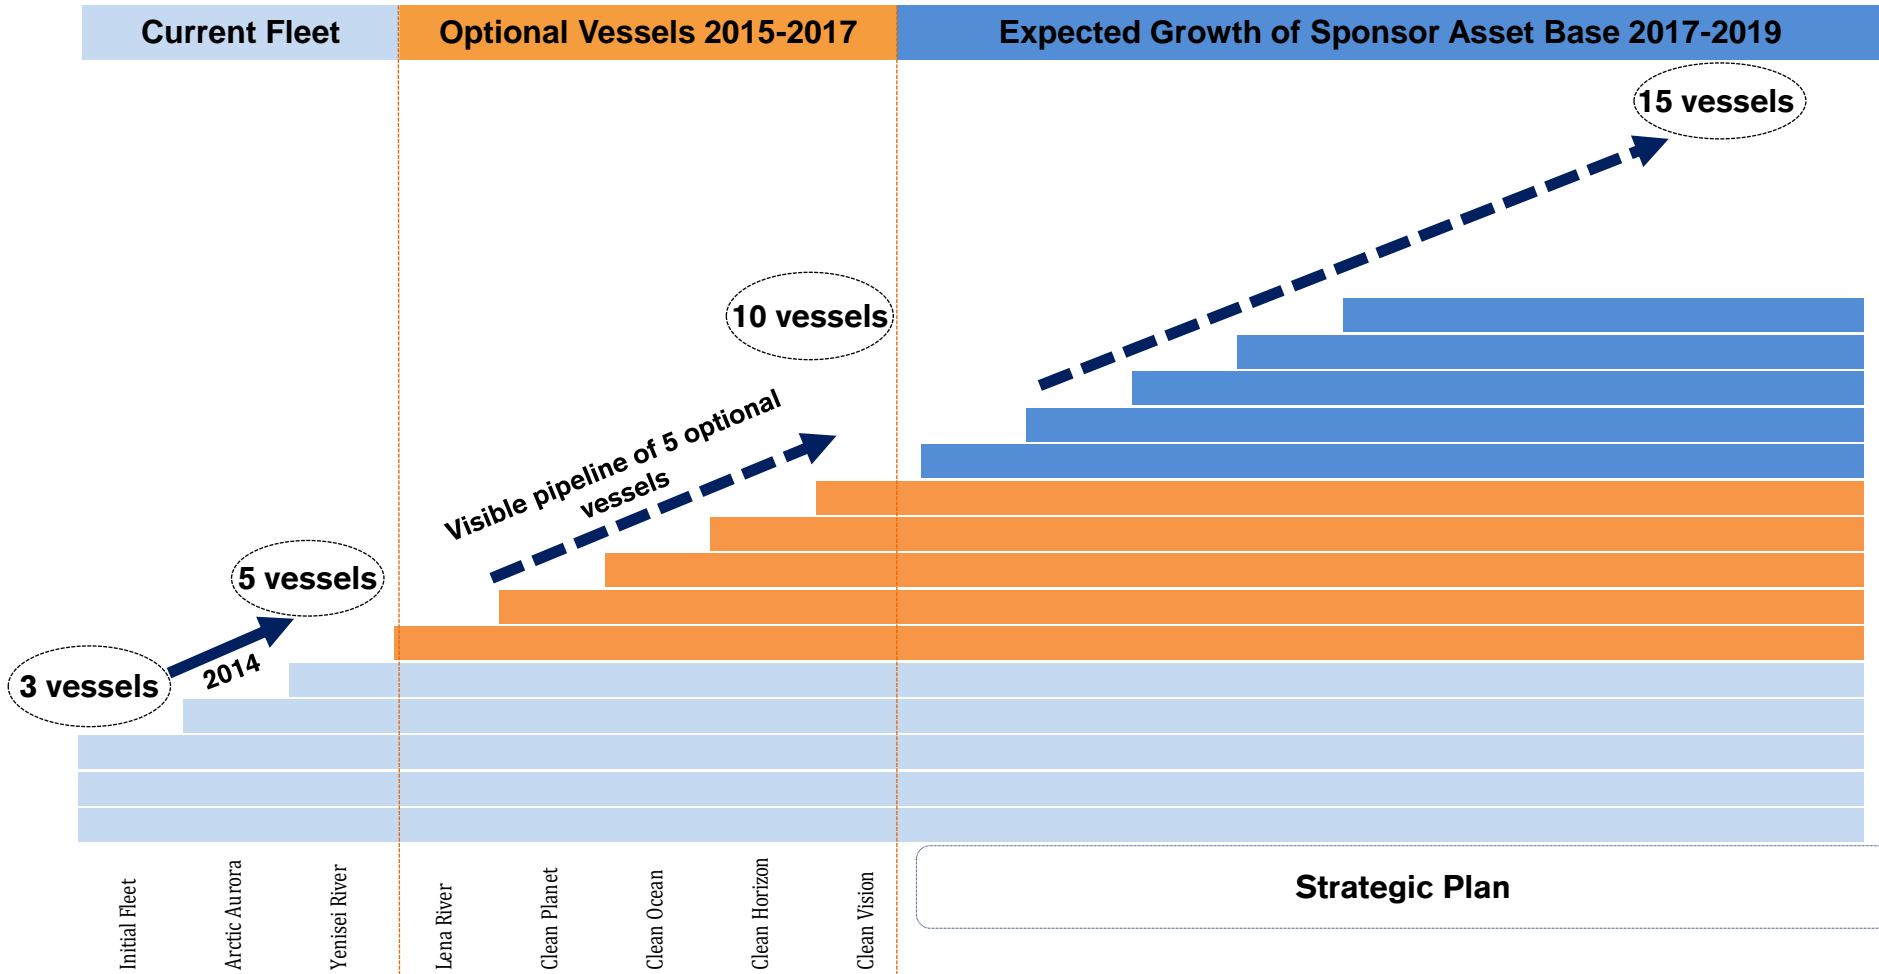 Current Fleet
Optional Vessels 2015-2017
Expected Growth of Sponsor Asset Base 2017-2019
15 vessels
10 vessels
Visible pipeline of 5 optional
vessels
5 vessels
2014
3 vessels
Initial Fleet
Arctic Aurora
Yenisei River
Lena River
Clean Planet
Clean Ocean
Clean Horizon
Clean Vision
Strategic Plan